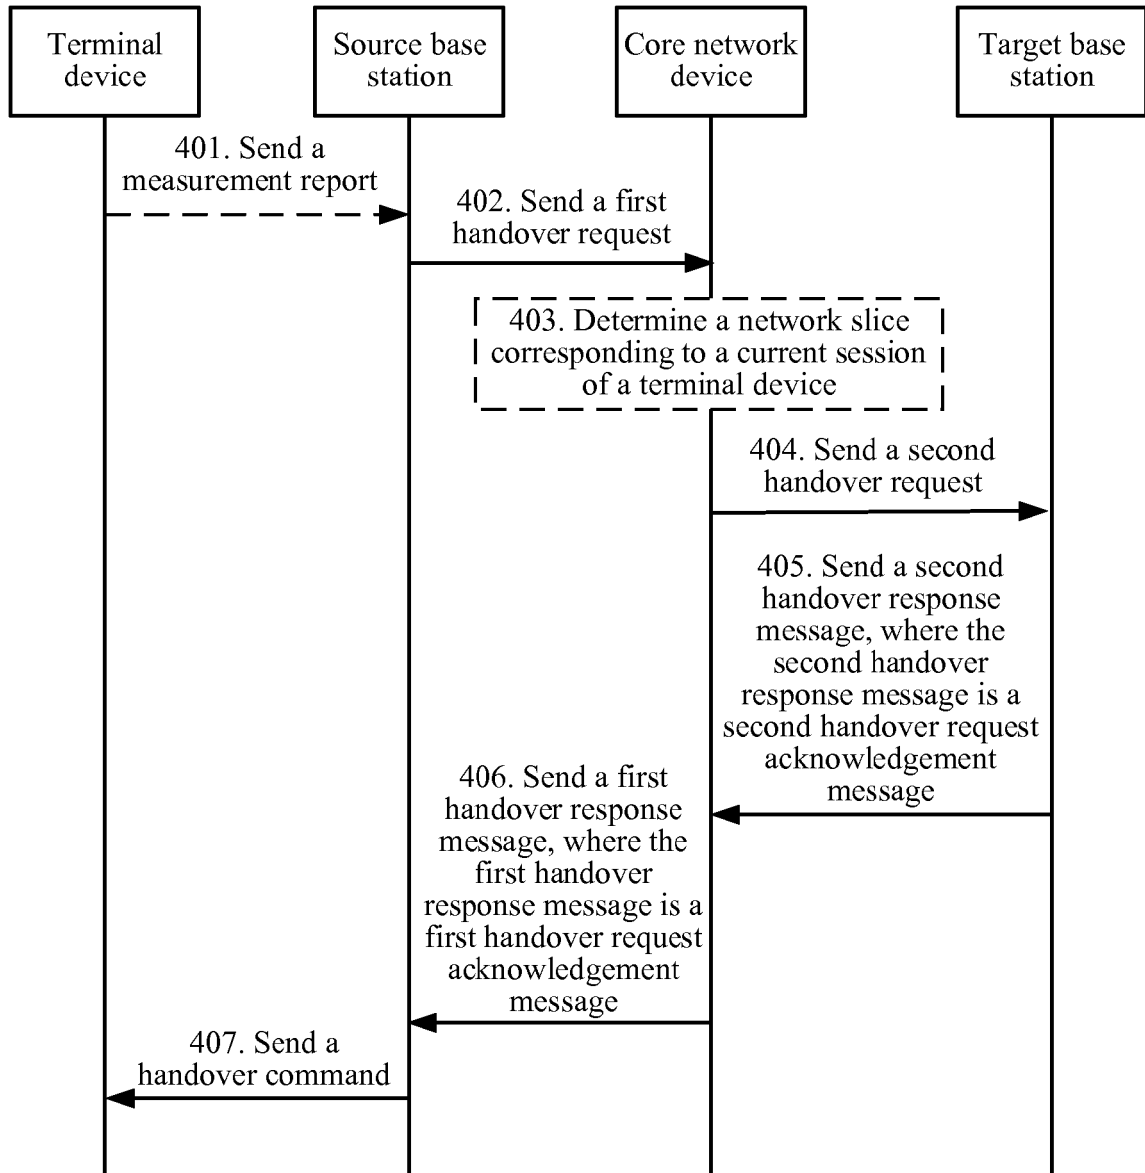 Terminal
device
Source base
station
Core network
device
Target base
station
401. Send a
measurement report
402. Send a first
handover request
403. Determine a network slice
corresponding to a current session
of a terminal device
404. Send a second
handover request
405. Send a second
handover response
message, where the
second handover
response message is a
second handover request
acknowledgement
message
406. Send a first
handover response
message, where the
first handover
response message is a
first handover request
acknowledgement
message
407. Send a
handover command